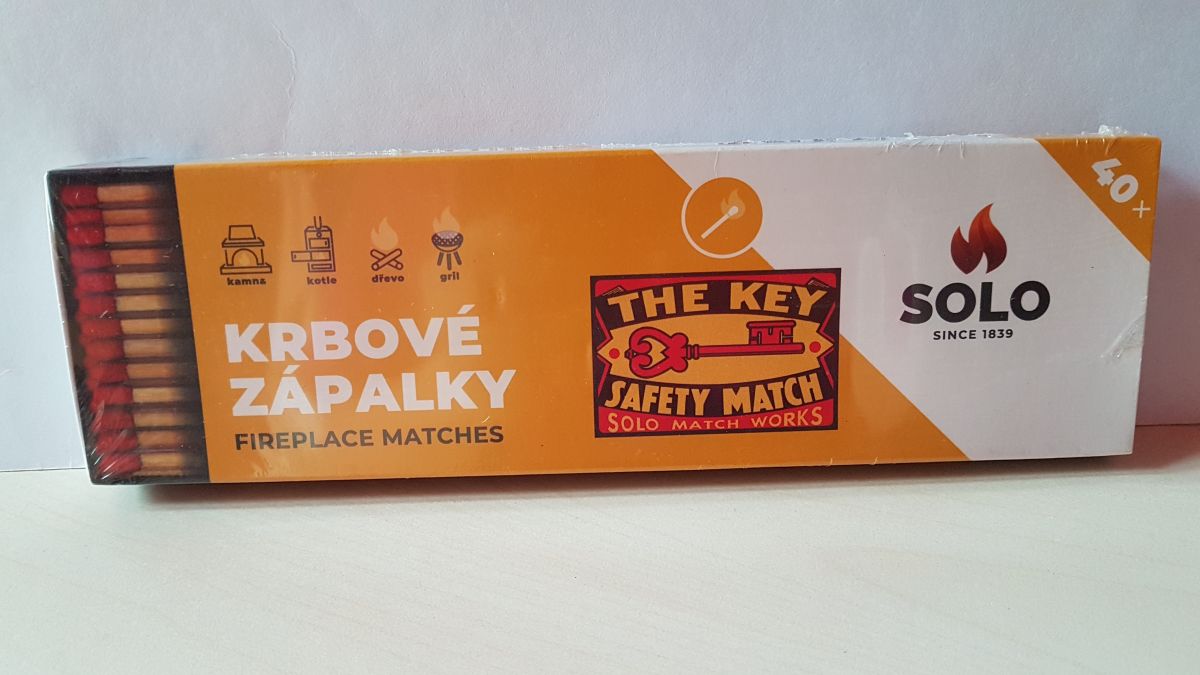 kamna
kotle
dřevo
gril
KRBOVÉ
ZÁPALKY
FIREPLACE MATCHES
THE KEY
SAFETY MATCH
SOLO MATCH WORKS
SOLO
SINCE 1839
40+